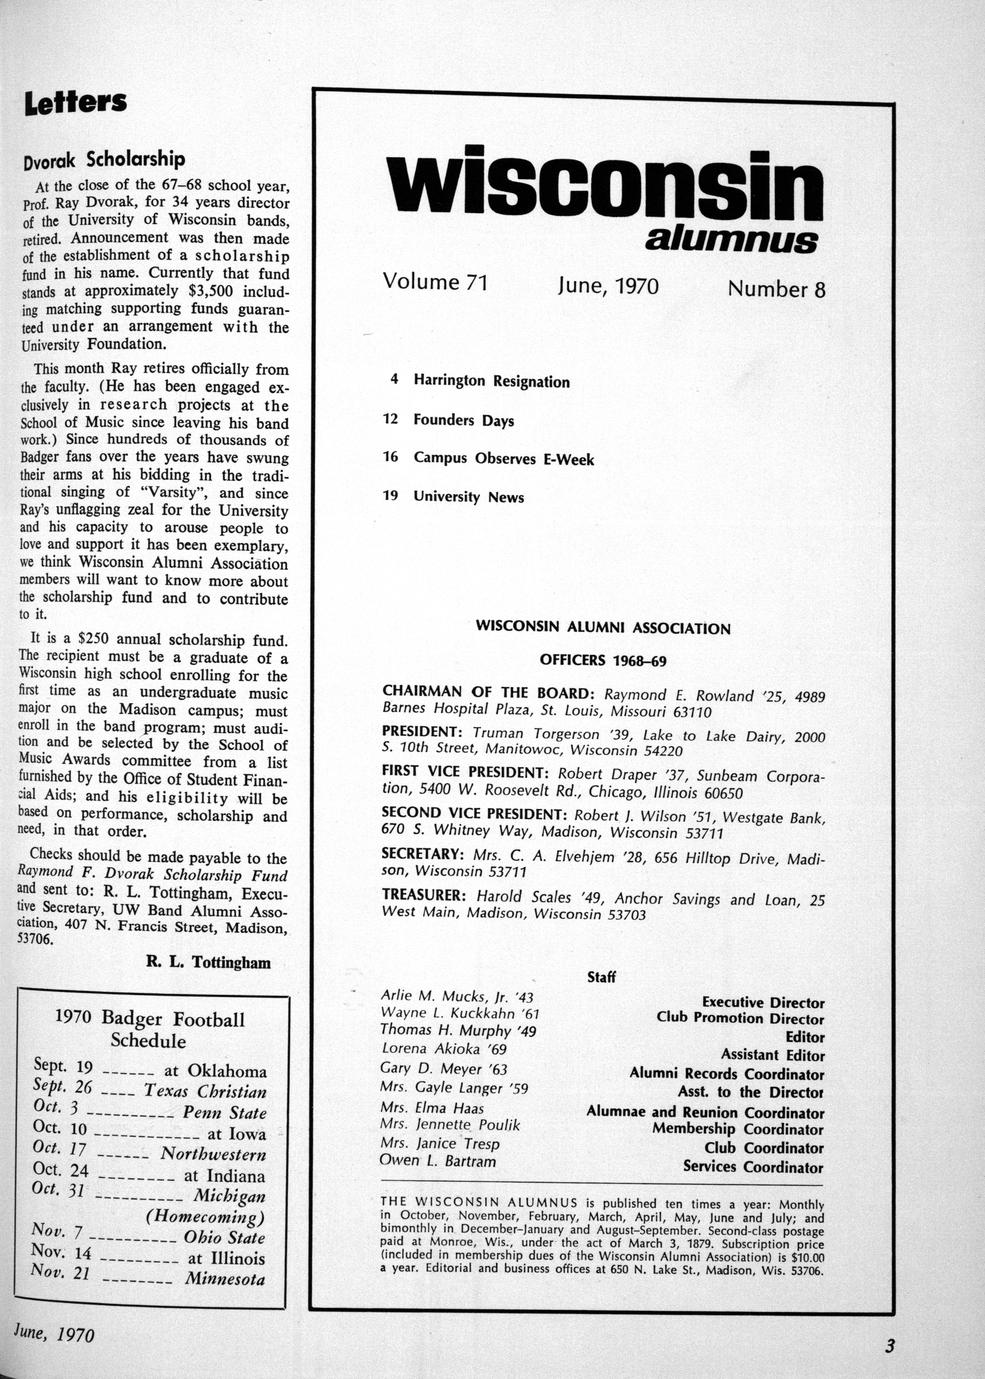 Letters
Dvorak Scholarship
At the close of the 67–68 school year,
Prof. Ray Dvorak, for 34 years director
of the University of Wisconsin bands,
retired. Announcement was then made
of the establishment of a scholarship
fund in his name. Currently that fund
stands at approximately $3,500 includ-
ing matching supporting funds guaran-
teed under an arrangement with the
University Foundation.
This month Ray retires officially from
the faculty. (He has been engaged ex-
clusively in research projects at the
School of Music since leaving his band
work.) Since hundreds of thousands of
Badger fans over the years have swung
their arms at his bidding in the tradi-
tional singing of “Varsity”, and since
Ray's unflagging zeal for the University
and his capacity to arouse people to
love and support it has been exemplary,
we think Wisconsin Alumni Association
members will want to know more about
the scholarship fund and to contribute
to it.
It is a $250 annual scholarship fund.
The recipient must be a graduate of a
Wisconsin high school enrolling for the
first time as an undergraduate music
major on the Madison campus; must
enroll in the band program; must audi-
tion and be selected by the School of
Music Awards committee from a list
furnished by the Office of Student Finan-
cial Aids; and his eligibility will be
based on performance, scholarship and
need, in that order.
Checks should be made payable to the
Raymond F. Dvorak Scholarship Fund
and sent to: R. L. Tottingham, Execu-
tive Secretary, UW Band Alumni Asso-
ciation, 407 N. Francis Street, Madison,
53706.
R. L. Tottingham
1970 Badger Football
Schedule
Sept. 19 ______ at Oklahoma
Sept. 26 ____ Texas Christian
Oct. 3 __________ Penn State
Oct. 10 ____________ at Iowa
Oct. 17 ______ Northwestern
Oct. 24 ________ at Indiana
Oct. 31 __________ Michigan
(Homecoming)
Nov. 7 __________ Ohio State
Nov. 14 _________ at Illinois
Nov. 21 ________ Minnesota
wisconsin
alumnus
Volume 71 June, 1970 Number 8
4 Harrington Resignation
12 Founders Days
16 Campus Observes E-Week
19 University News
WISCONSIN ALUMNI ASSOCIATION
OFFICERS 1968–69
CHAIRMAN OF THE BOARD: Raymond E. Rowland '25, 4989
Barnes Hospital Plaza, St. Louis, Missouri 63110
PRESIDENT: Truman Torgerson '39, Lake to Lake Dairy, 2000
S. 10th Street, Manitowoc, Wisconsin 54220
FIRST VICE PRESIDENT: Robert Draper '37, Sunbeam Corpora-
tion, 5400 W. Roosevelt Rd., Chicago, Illinois 60650
SECOND VICE PRESIDENT: Robert J. Wilson '51, Westgate Bank,
670 S. Whitney Way, Madison, Wisconsin 53711
SECRETARY: Mrs. C. A. Elvehjem '28, 656 Hilltop Drive, Madi-
son, Wisconsin 53711
TREASURER: Harold Scales '49, Anchor Savings and Loan, 25
West Main, Madison, Wisconsin 53703
Staff
Arlie M. Mucks, Jr. '43 Executive Director
Wayne L. Kuckkahn '61 Club Promotion Director
Thomas H. Murphy '49 Editor
Lorena Akioka '69 Assistant Editor
Gary D. Meyer '63 Alumni Records Coordinator
Mrs. Gayle Langer '59 Asst. to the Director
Mrs. Elma Haas Alumnae and Reunion Coordinator
Mrs. Jennette Poulik Membership Coordinator
Mrs. Janice Tresp Club Coordinator
Owen L. Bartram Services Coordinator
THE WISCONSIN ALUMNUS is published ten times a year: Monthly
in October, November, February, March, April, May, June and July; and
bimonthly in December–January and August–September. Second-class postage
paid at Monroe, Wis., under the act of March 3, 1879. Subscription price
(included in membership dues of the Wisconsin Alumni Association) is $10.00
a year. Editorial and business offices at 650 N. Lake St., Madison, Wis. 53706.
June, 1970
3